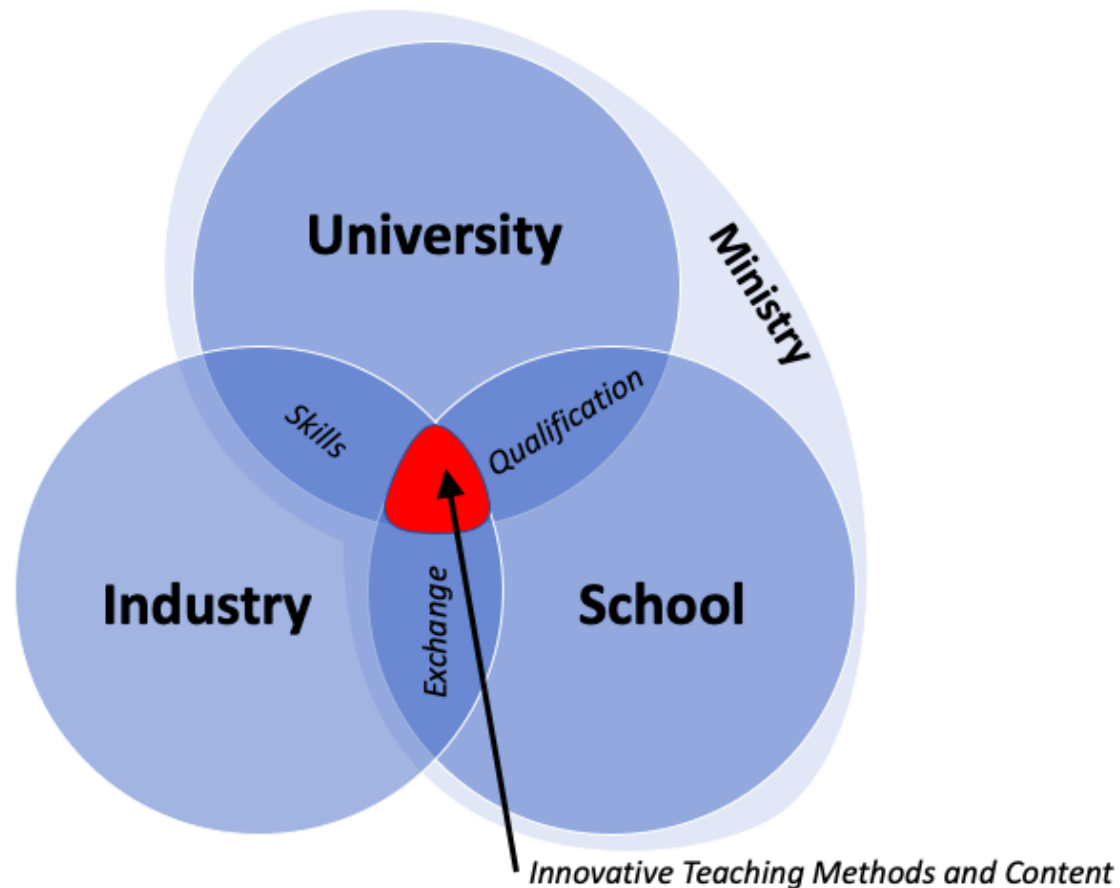 University
Ministry
Skills
Qualification
Industry
Exchange
School
Innovative Teaching Methods and Content